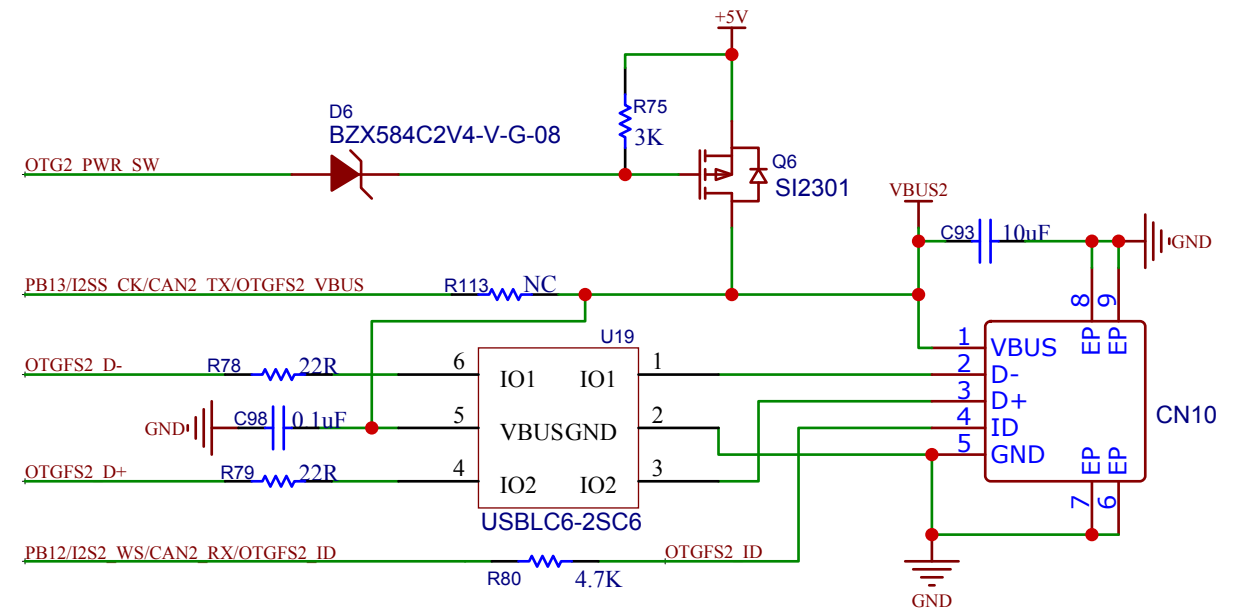 +5V
D6
BZX584C2V4-V-G-08
R75
3K
OTG2_PWR_SW
Q6
SI2301
VBUS2
C93
10uF
GND
PB13/I2SS_CK/CAN2_TX/OTGFS2_VBUS
R113
NC
8
9
EP
EP
U19
1
VBUS
OTGFS2_D-
R78
22R
6
IO1
IO1
1
2
D-
3
D+
CN10
GND
C98
0.1uF
5
VBUS
GND
2
4
ID
5
GND
OTGFS2_D+
R79
22R
4
IO2
IO2
3
EP
EP
7
6
USBLC6-2SC6
PB12/I2S2_WS/CAN2_RX/OTGFS2_ID
R80
4.7K
OTGFS2_ID
GND